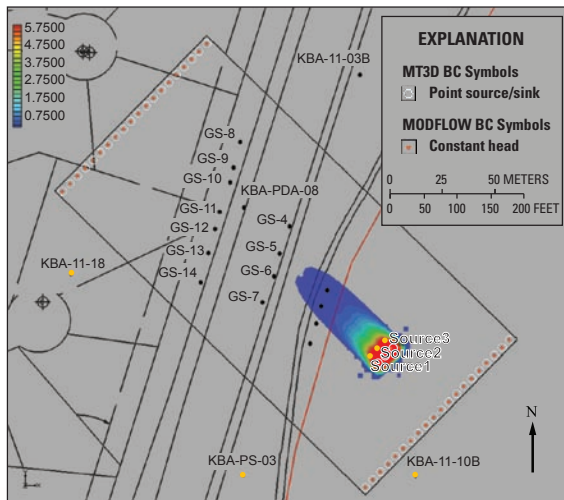 5.7500
4.7500
3.7500
2.7500
1.7500
0.7500
EXPLANATION
MT3D BC Symbols
Point source/sink
MODFLOW BC Symbols
Constant head
0 25 50 METERS
0 50 100 150 200 FEET
KBA-11-03B
GS-8
GS-9
GS-10
KBA-PDA-08
GS-11
GS-4
GS-12
GS-13
GS-5
KBA-11-18
GS-14
GS-6
GS-7
Source3
Source2
Source1
N
KBA-PS-03
KBA-11-10B